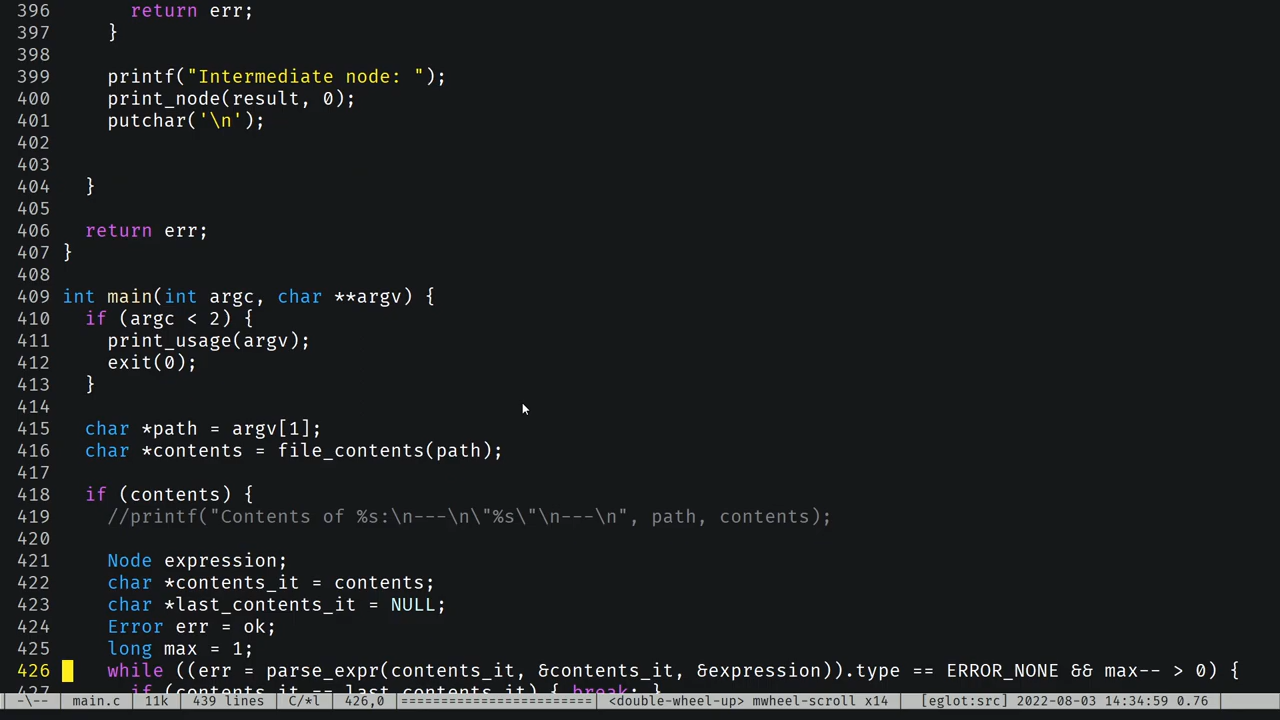 396       return err;
397     }
398
399     printf("Intermediate node: ");
400     print_node(result, 0);
401     putchar('\n');
402
403
404   }
405
406   return err;
407 }
408
409 int main(int argc, char **argv) {
410   if (argc < 2) {
411     print_usage(argv);
412     exit(0);
413   }
414
415   char *path = argv[1];
416   char *contents = file_contents(path);
417
418   if (contents) {
419     //printf("Contents of %s:\n---\n\"%s\"\n---\n", path, contents);
420
421     Node expression;
422     char *contents_it = contents;
423     char *last_contents_it = NULL;
424     Error err = ok;
425     long max = 1;
426     while ((err = parse_expr(contents_it, &contents_it, &expression)).type == ERROR_NONE && max-- > 0) {
427       if (contents_it == last_contents_it) { break; }
-\-- main.c 11k 439 lines C/*l 426,0 ======================== <double-wheel-up> mwheel-scroll x14 [eglot:src] 2022-08-03 14:34:59 0.76